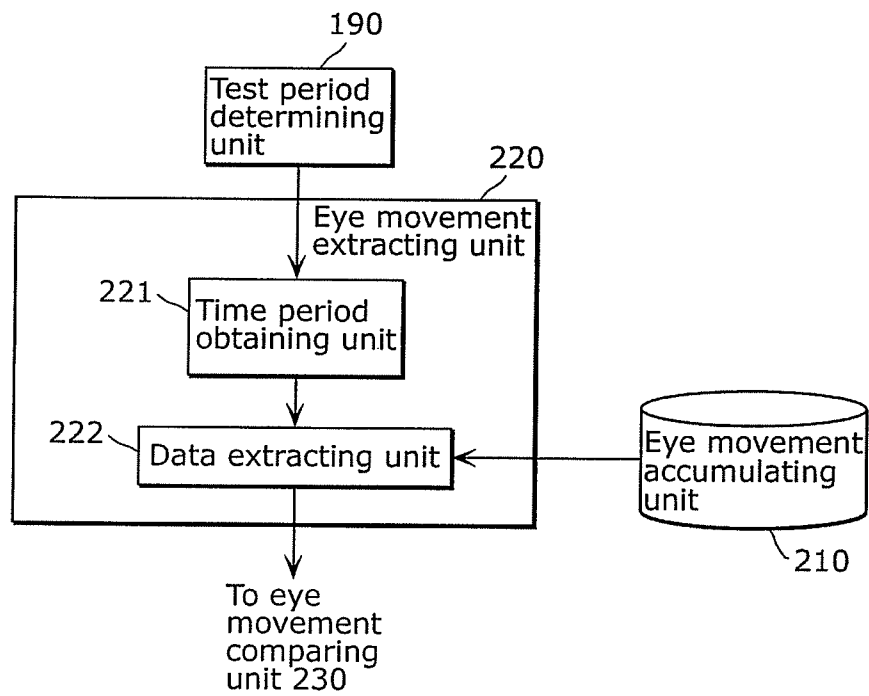 190
Test period
determining
unit
220
Eye movement
extracting unit
221
Time period
obtaining unit
222
Data extracting unit
Eye movement
accumulating
unit
210
To eye
movement
comparing
unit 230